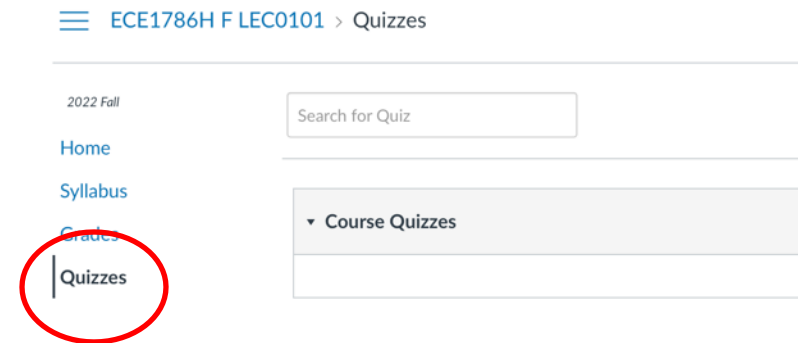 ECE1786H F LEC0101 > Quizzes
2022 Fall
Search for Quiz
Home
Syllabus
Course Quizzes
Grades
Quizzes